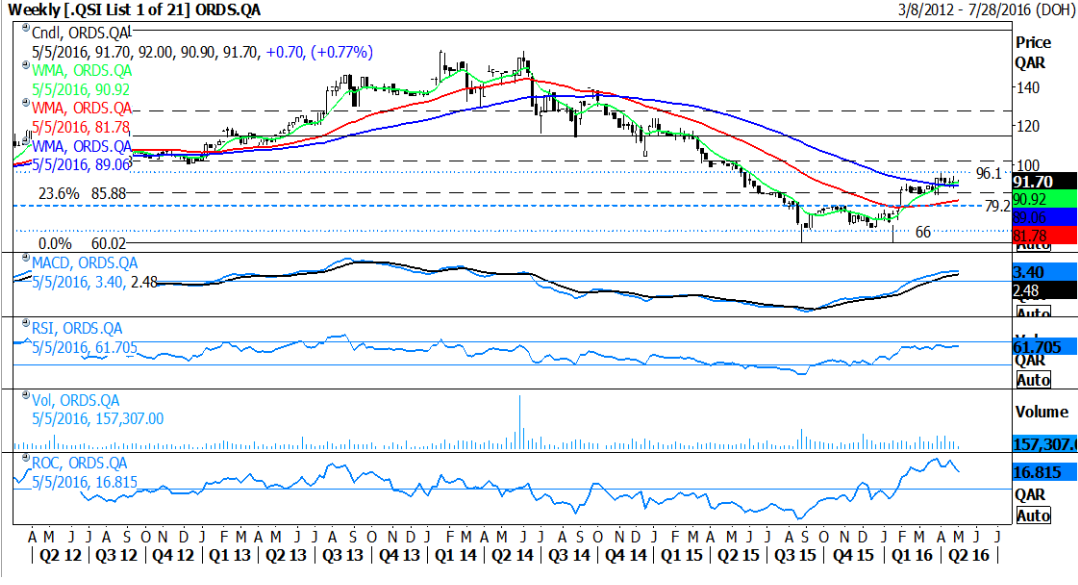 Weekly [.QSI List 1 of 21] ORDS.QA
3/8/2012 - 7/28/2016 (DOH)
Cndl, ORDS.QA
5/5/2016, 91.70, 92.00, 90.90, 91.70, +0.70, (+0.77%)
WMA, ORDS.QA
5/5/2016, 90.92
WMA, ORDS.QA
5/5/2016, 81.78
WMA, ORDS.QA
5/5/2016, 89.06
23.6% 85.88
0.0% 60.02
96.1
79.2
66
Price
QAR
140
120
100
91.70
90.92
89.06
81.78
Auto
MACD, ORDS.QA
5/5/2016, 3.40, 2.48
3.40
2.48
Auto
RSI, ORDS.QA
5/5/2016, 61.705
61.705
QAR
Auto
Vol, ORDS.QA
5/5/2016, 157,307.00
Volume
157,307.0
ROC, ORDS.QA
5/5/2016, 16.815
16.815
QAR
Auto
A M J J A S O N D J F M A M J J A S O N D J F M A M J J A S O N D J F M A M J J A S O N D J F M A M J J
Q2 12 Q3 12 Q4 12 Q1 13 Q2 13 Q3 13 Q4 13 Q1 14 Q2 14 Q3 14 Q4 14 Q1 15 Q2 15 Q3 15 Q4 15 Q1 16 Q2 16